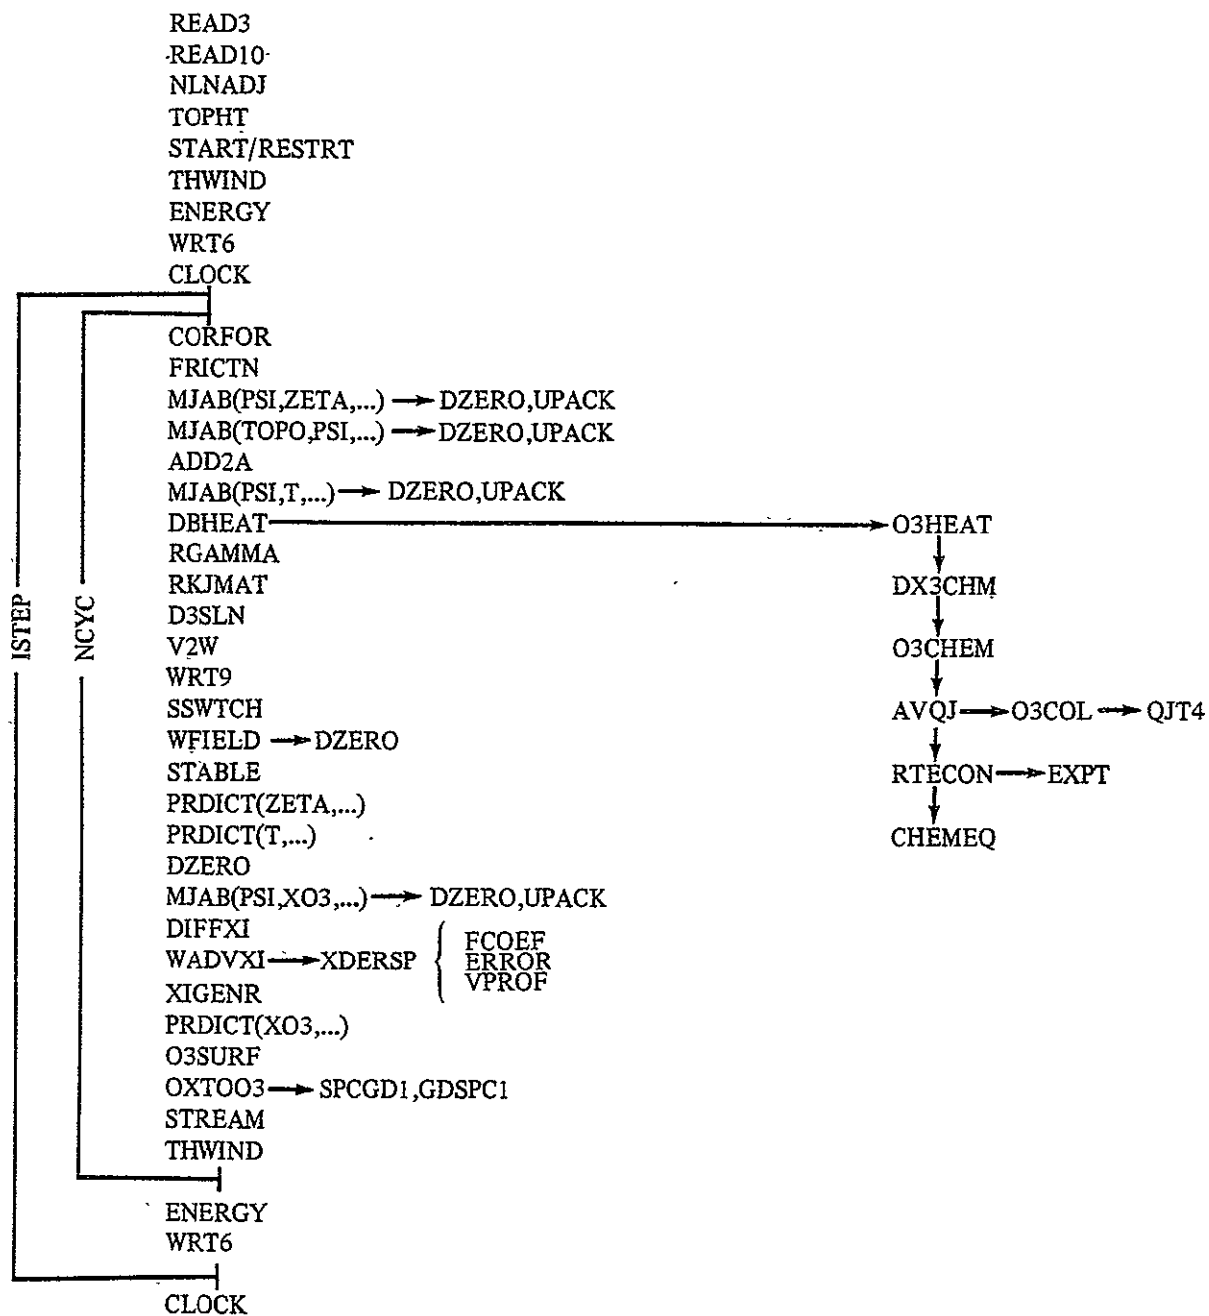 READ3
READ10
NLNADJ
TOPHT
START/RESTRT
THWIND
ENERGY
WRT6
CLOCK
CORFOR
FRICTN
MJAB(PSI,ZETA,...) → DZERO,UPACK
MJAB(TOPO,PSI,...) → DZERO,UPACK
ADD2A
MJAB(PSI,T,...) → DZERO,UPACK
DBHEAT → O3HEAT
RGAMMA
RKJMAT DX3CHM
D3SLN
V2W O3CHEM
WRT9
SSWTCH AVQJ → O3COL → QJT4
WFIELD → DZERO
STABLE RTECON → EXPT
PRDICT(ZETA,...)
PRDICT(T,...) CHEMEQ
DZERO
MJAB(PSI,XO3,...) → DZERO,UPACK
DIFFXI
FCOEF
WADVXI → XDERSP { ERROR
VPROF
XIGENR
PRDICT(XO3,...)
O3SURF
OXTOO3 → SPCGD1,GDSPC1
STREAM
THWIND
ENERGY
WRT6
CLOCK
ISTEP
NCYC